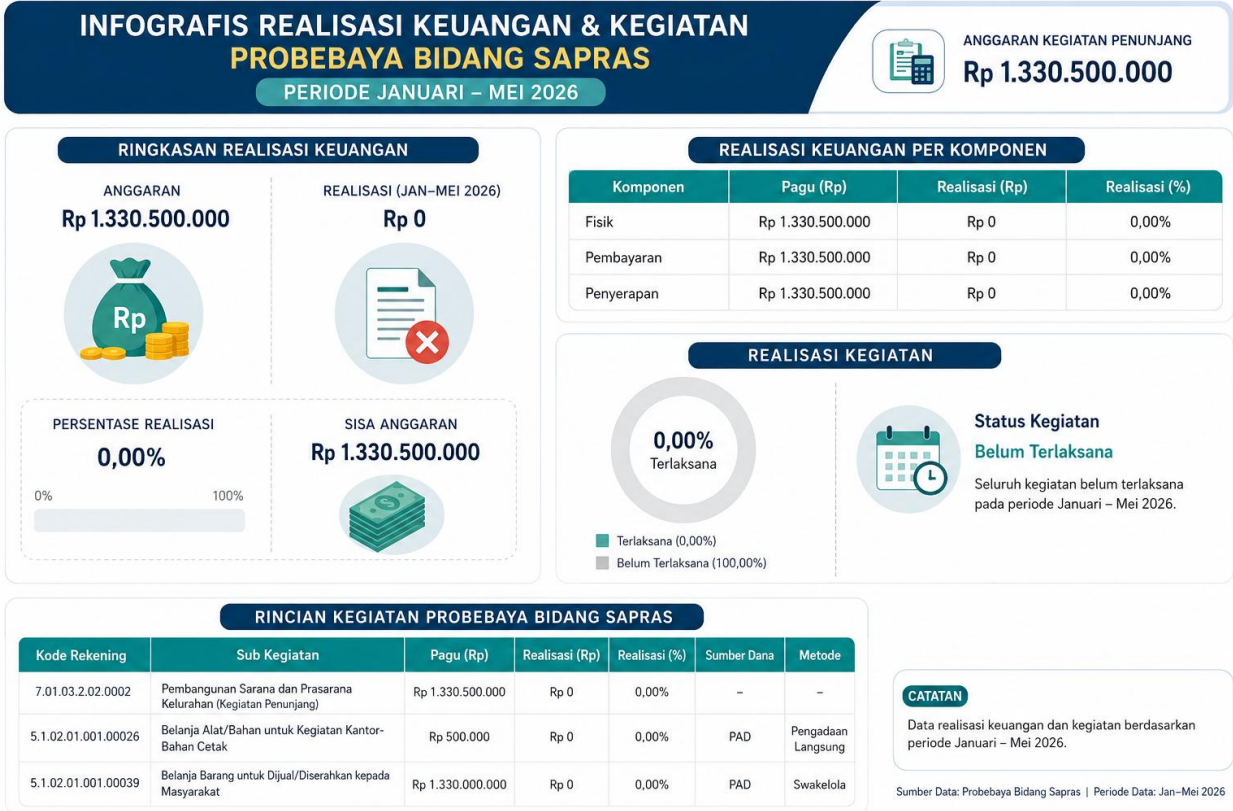 INFOGRAFIS REALISASI KEUANGAN & KEGIATAN
PROBEBAYA BIDANG SAPRAS
PERIODE JANUARI – MEI 2026
ANGGARAN KEGIATAN PENUNJANG
Rp 1.330.500.000
RINGKASAN REALISASI KEUANGAN
ANGGARAN
Rp 1.330.500.000
Rp
REALISASI (JAN–MEI 2026)
Rp 0
PERSENTASE REALISASI
0,00%
0% 100%
SISA ANGGARAN
Rp 1.330.500.000
$
REALISASI KEUANGAN PER KOMPONEN
Komponen Pagu (Rp) Realisasi (Rp) Realisasi (%)
Fisik Rp 1.330.500.000 Rp 0 0,00%
Pembayaran Rp 1.330.500.000 Rp 0 0,00%
Penyerapan Rp 1.330.500.000 Rp 0 0,00%
REALISASI KEGIATAN
0,00%
Terlaksana
Terlaksana (0,00%)
Belum Terlaksana (100,00%)
Status Kegiatan
Belum Terlaksana
Seluruh kegiatan belum terlaksana
pada periode Januari – Mei 2026.
RINCIAN KEGIATAN PROBEBAYA BIDANG SAPRAS
Kode Rekening Sub Kegiatan Pagu (Rp) Realisasi (Rp) Realisasi (%) Sumber Dana Metode
7.01.03.2.02.0002 Pembangunan Sarana dan Prasarana
Kelurahan (Kegiatan Penunjang) Rp 1.330.500.000 Rp 0 0,00% – –
5.1.02.01.001.00026 Belanja Alat/Bahan untuk Kegiatan Kantor-
Bahan Cetak Rp 500.000 Rp 0 0,00% PAD Pengadaan
Langsung
5.1.02.01.001.00039 Belanja Barang untuk Dijual/Diserahkan kepada
Masyarakat Rp 1.330.000.000 Rp 0 0,00% PAD Swakelola
CATATAN
Data realisasi keuangan dan kegiatan berdasarkan
periode Januari – Mei 2026.
Sumber Data: Probebaya Bidang Sapras | Periode Data: Jan–Mei 2026